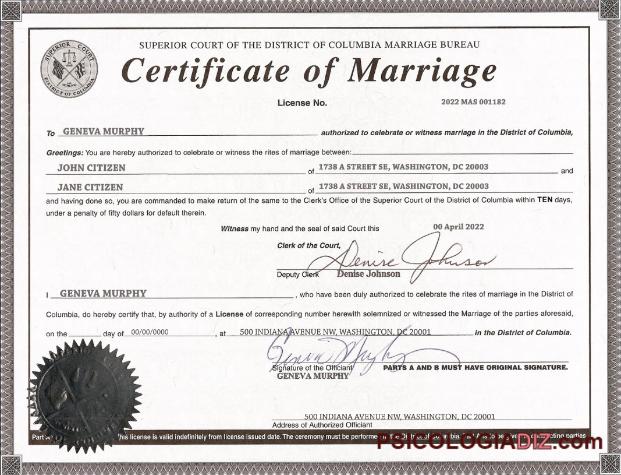 SUPERIOR COURT
DISTRICT OF COLUMBIA
SUPERIOR COURT OF THE DISTRICT OF COLUMBIA MARRIAGE BUREAU
Certificate of Marriage
License No. 2022 MAS 001182
To GENEVA MURPHY authorized to celebrate or witness marriage in the District of Columbia,
Greetings: You are hereby authorized to celebrate or witness the rites of marriage between:
JOHN CITIZEN of 1738 A STREET SE, WASHINGTON, DC 20003 and
JANE CITIZEN of 1738 A STREET SE, WASHINGTON, DC 20003
and having done so, you are commanded to make return of the same to the Clerk's Office of the Superior Court of the District of Columbia within TEN days,
under a penalty of fifty dollars for default therein.
Witness my hand and the seal of said Court this 00 April 2022
Clerk of the Court,
Denise Johnson
Deputy Clerk Denise Johnson
I GENEVA MURPHY , who have been duly authorized to celebrate the rites of marriage in the District of
Columbia, do hereby certify that, by authority of a License of corresponding number herewith solemnized or witnessed the Marriage of the parties aforesaid,
on the day of 00/00/0000 , at 500 INDIANA AVENUE NW, WASHINGTON, DC 20001 in the District of Columbia.
Geneva Murphy
Signature of the Officiant PARTS A AND B MUST HAVE ORIGINAL SIGNATURE.
GENEVA MURPHY
500 INDIANA AVENUE NW, WASHINGTON, DC 20001
Address of Authorized Officiant
This license is valid indefinitely from license issued date. The ceremony must be performed
PSICOLOGIADIZ.com
parties